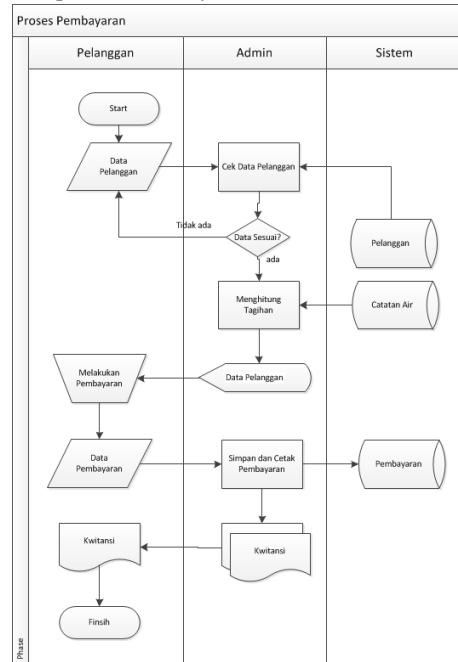 Proses Pembayaran
Pelanggan
Admin
Sistem
Start
Data
Pelanggan
Cek Data Pelanggan
Tidak ada
Data Sesuai?
Pelanggan
ada
Menghitung
Tagihan
Catatan Air
Melakukan
Pembayaran
Data Pelanggan
Data
Pembayaran
Simpan dan Cetak
Pembayaran
Pembayaran
Kwitansi
Kwitansi
Finsih
Phase